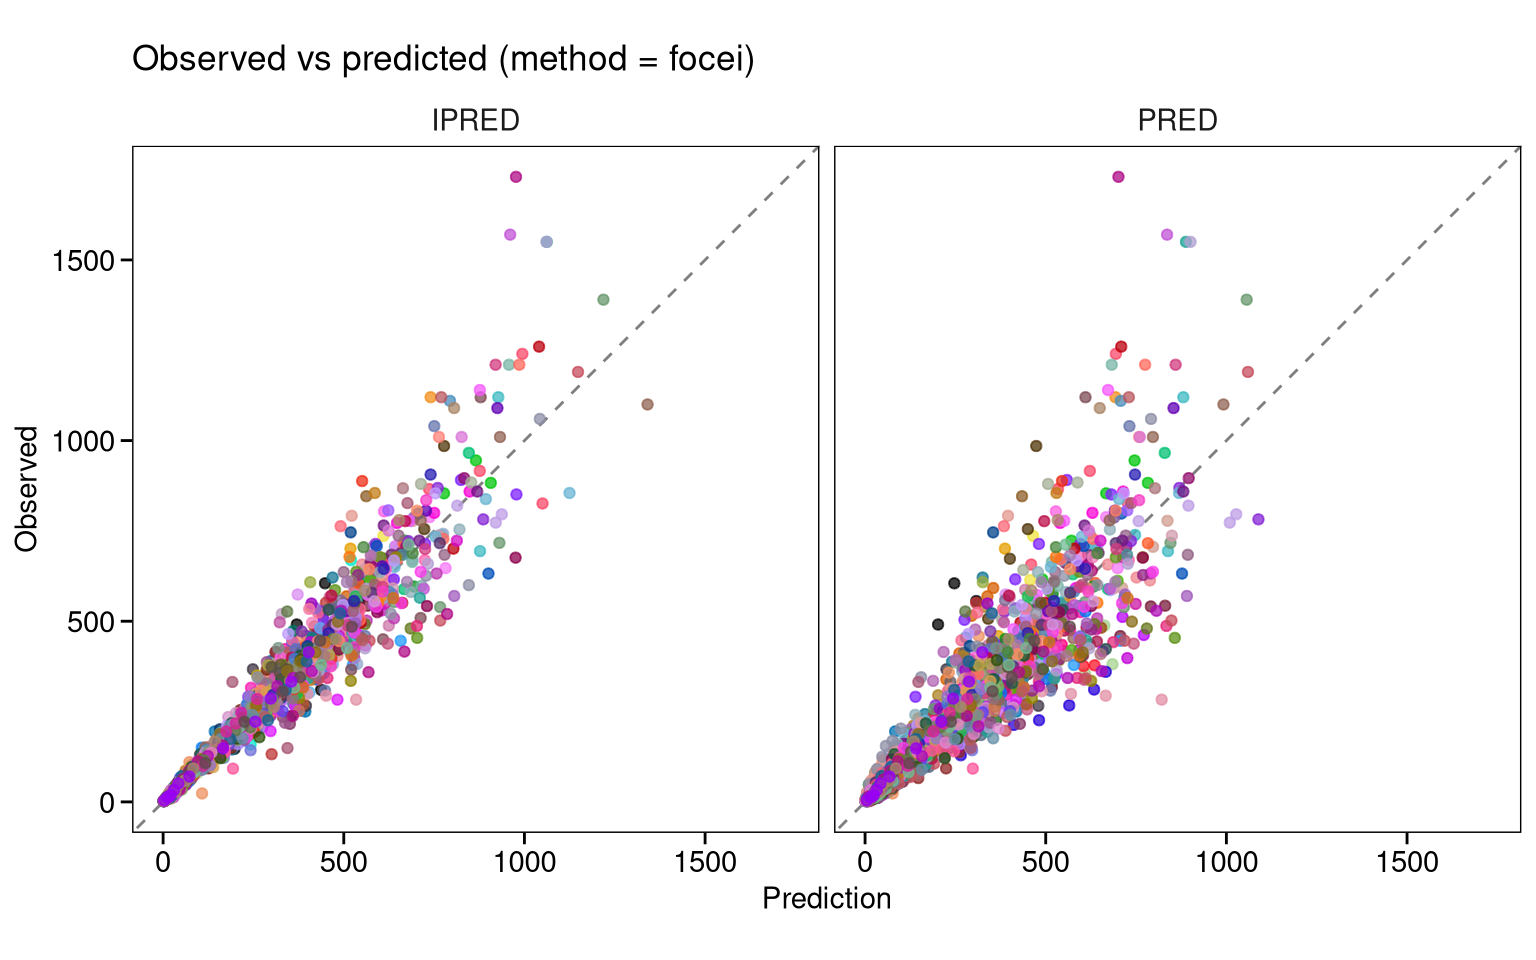 Observed vs predicted (method = focei)
IPRED
PRED
Observed
1500
1000
500
0
0 500 1000 1500
0 500 1000 1500
Prediction